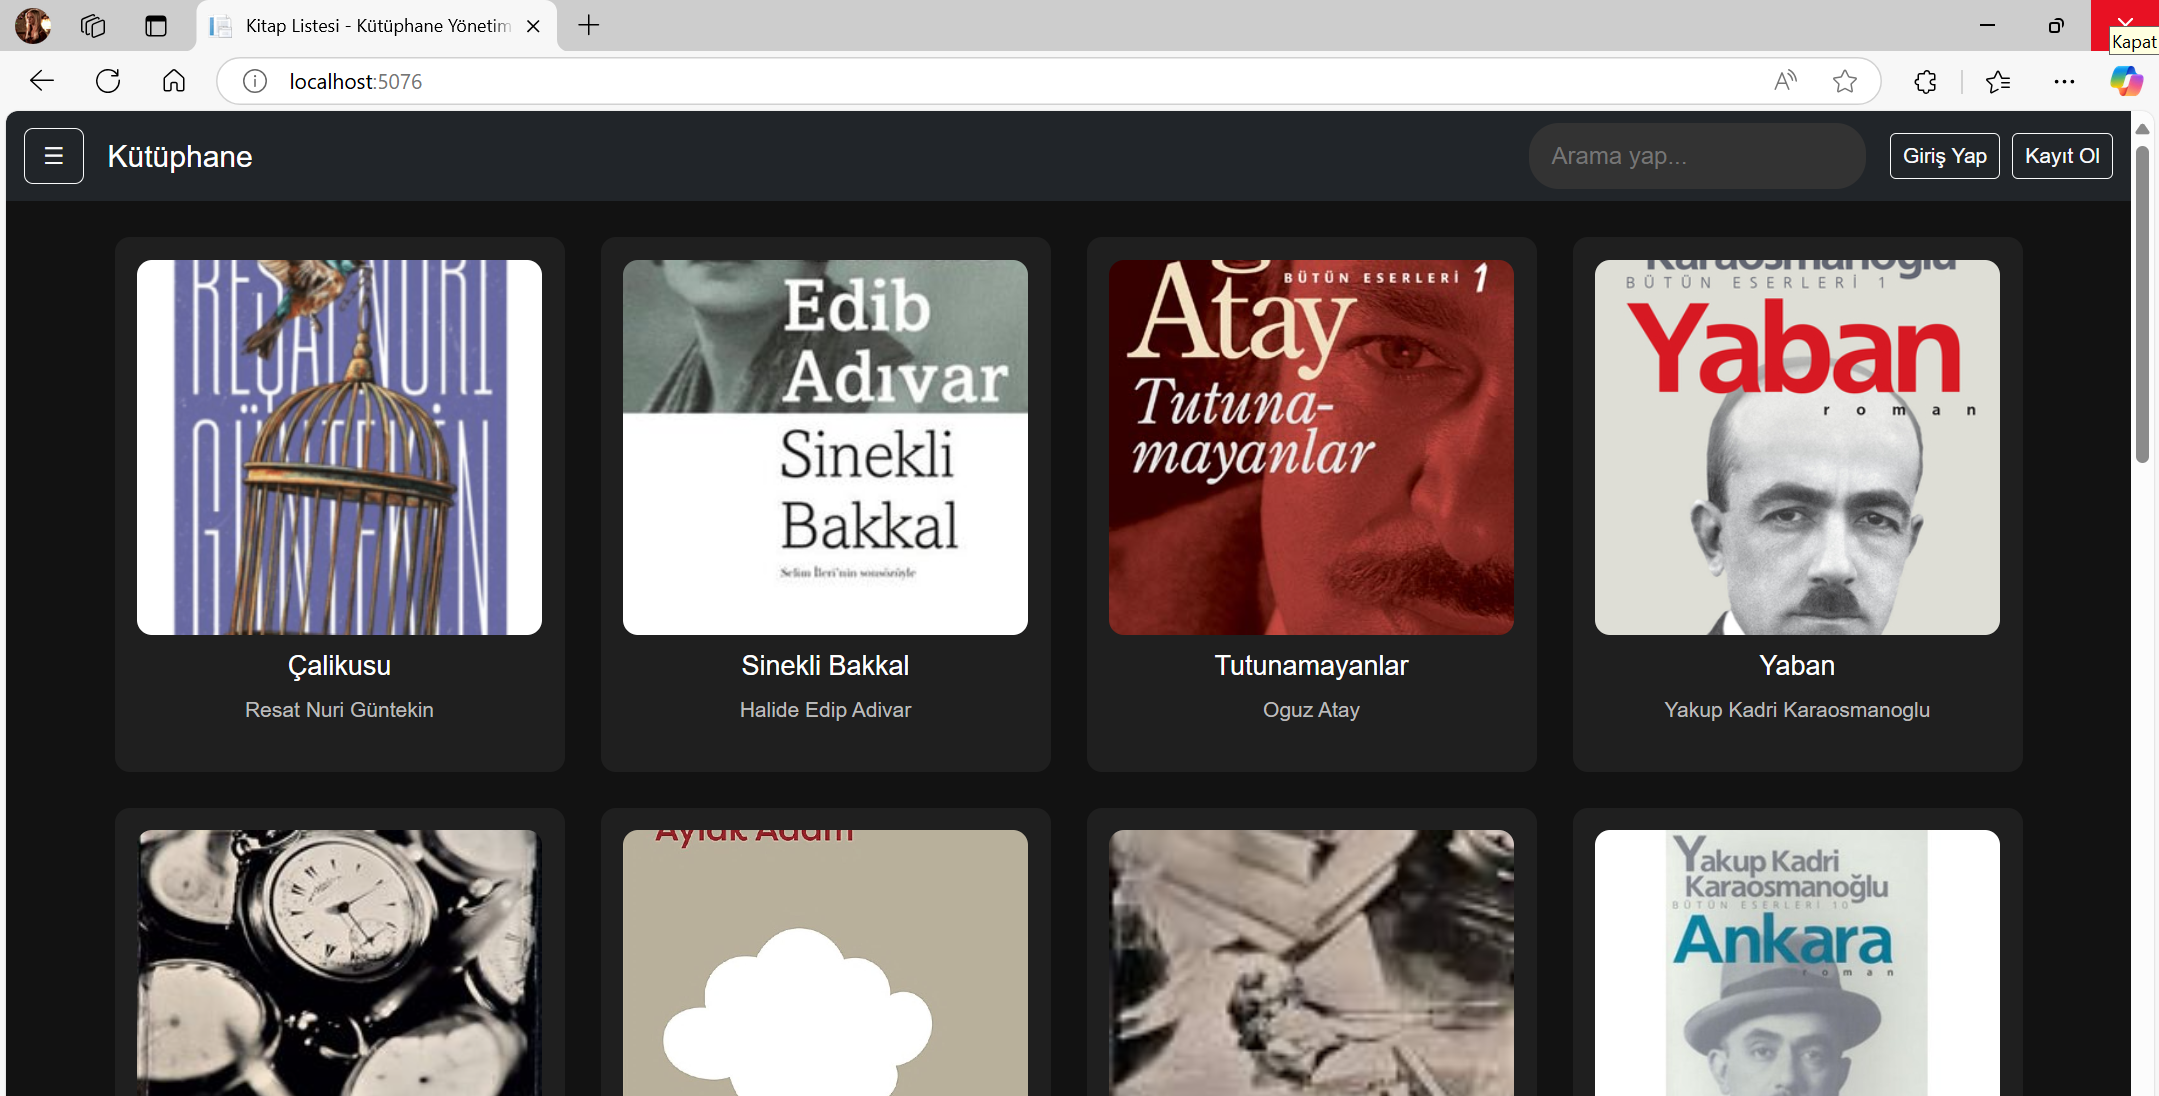 Kitap Listesi - Kütüphane Yönetim
Kapat
localhost:5076
Kütüphane
Arama yap...
Giriş Yap
Kayıt Ol
REŞAT NURİ
GÜNTEKİN
Edib
Adıvar
Sinekli
Bakkal
Selim İleri'nin sonsözüyle
BÜTÜN ESERLERİ 1
Atay
Tutuna-
mayanlar
Karaosmanoğlu
BÜTÜN ESERLERİ 1
Yaban
roman
Çalikusu
Resat Nuri Güntekin
Sinekli Bakkal
Halide Edip Adivar
Tutunamayanlar
Oguz Atay
Yaban
Yakup Kadri Karaosmanoglu
Aylak Adam
Yakup Kadri
Karaosmanoğlu
BÜTÜN ESERLERİ 10
Ankara
roman